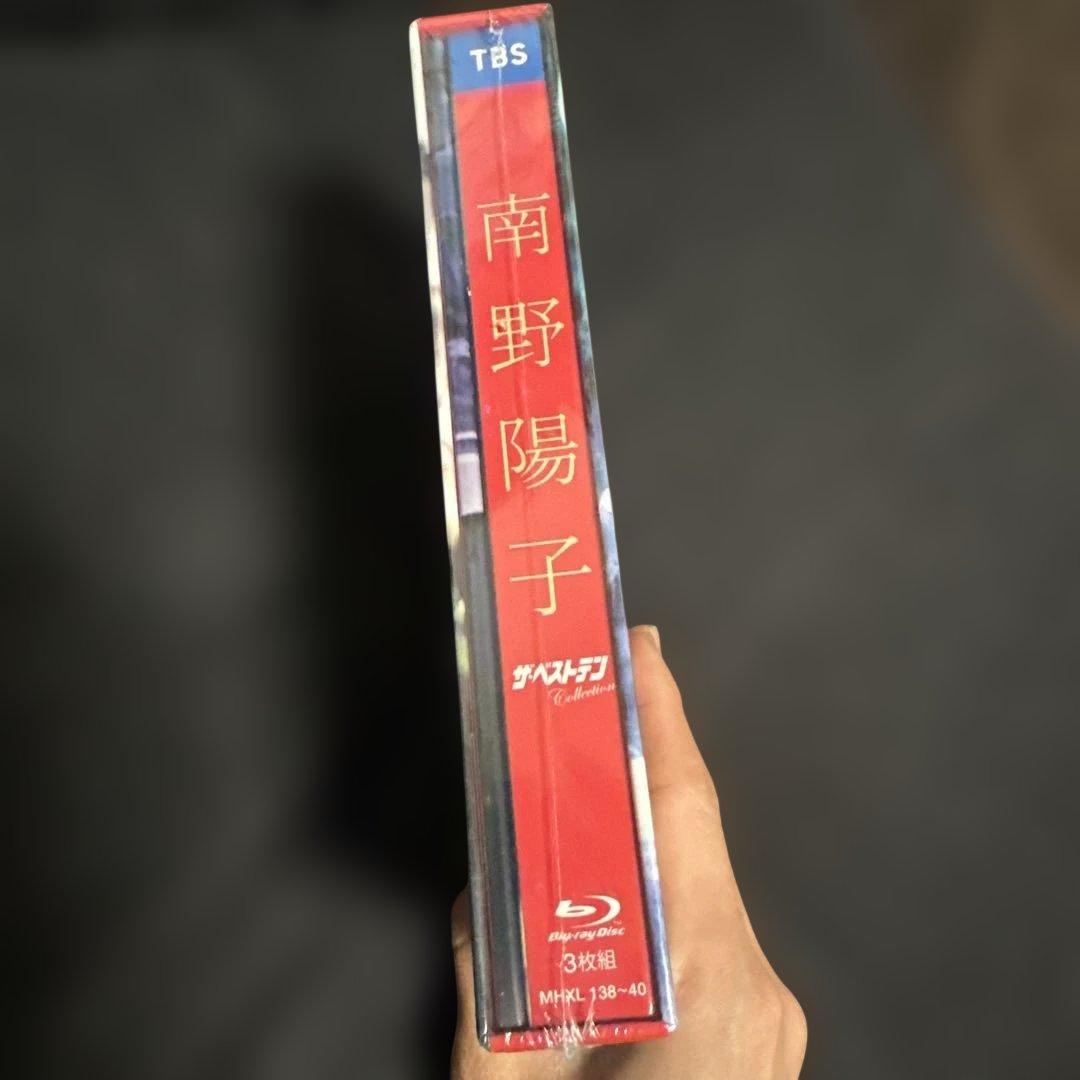 TBS
南野陽子
ザ・ベストテン
Collection
Blu-ray Disc
3枚組
MHXL 138~40